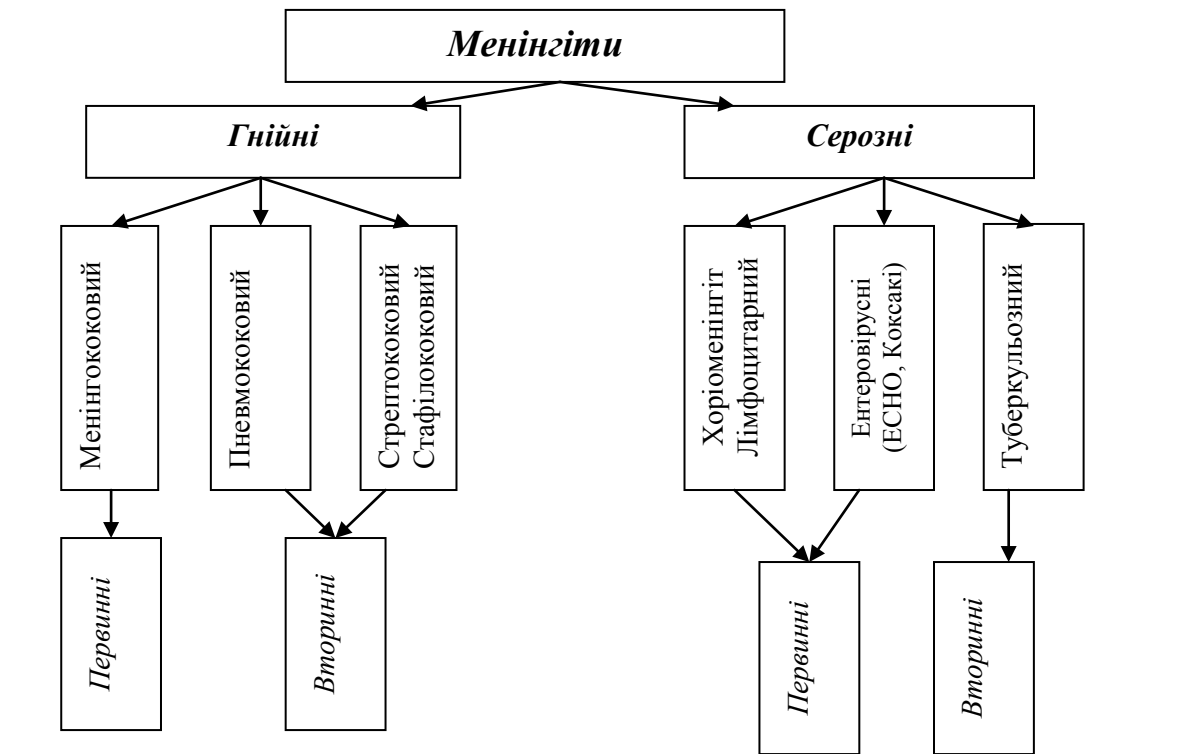 Менінгіти
Гнійні
Серозні
Менінгококовий
Пневмококовий
Стрептококовий
Стафілококовий
Хоріоменінгіт
Лімфоцитарний
Ентеровірусні
(ЕСНО, Коксакі)
Туберкульозний
Первинні
Вторинні
Первинні
Вторинні